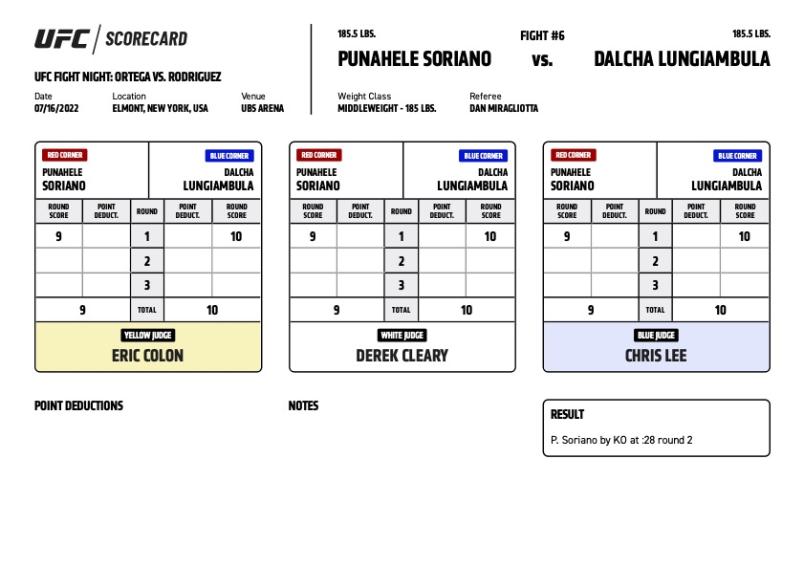 UFC / SCORECARD
UFC FIGHT NIGHT: ORTEGA VS. RODRIGUEZ
Date Location Venue
07/16/2022 ELMONT, NEW YORK, USA UBS ARENA
185.5 LBS. FIGHT #6 185.5 LBS.
PUNAHELE SORIANO vs. DALCHA LUNGIAMBULA
Weight Class Referee
MIDDLEWEIGHT - 185 LBS. DAN MIRAGLIOTTA
RED CORNER BLUE CORNER
PUNAHELE DALCHA
SORIANO LUNGIAMBULA
ROUND SCORE POINT DEDUCT. ROUND POINT DEDUCT. ROUND SCORE
9 1 10
2
3
9 TOTAL 10
YELLOW JUDGE
ERIC COLON
RED CORNER BLUE CORNER
PUNAHELE DALCHA
SORIANO LUNGIAMBULA
ROUND SCORE POINT DEDUCT. ROUND POINT DEDUCT. ROUND SCORE
9 1 10
2
3
9 TOTAL 10
WHITE JUDGE
DEREK CLEARY
RED CORNER BLUE CORNER
PUNAHELE DALCHA
SORIANO LUNGIAMBULA
ROUND SCORE POINT DEDUCT. ROUND POINT DEDUCT. ROUND SCORE
9 1 10
2
3
9 TOTAL 10
BLUE JUDGE
CHRIS LEE
POINT DEDUCTIONS
NOTES
RESULT
P. Soriano by KO at :28 round 2